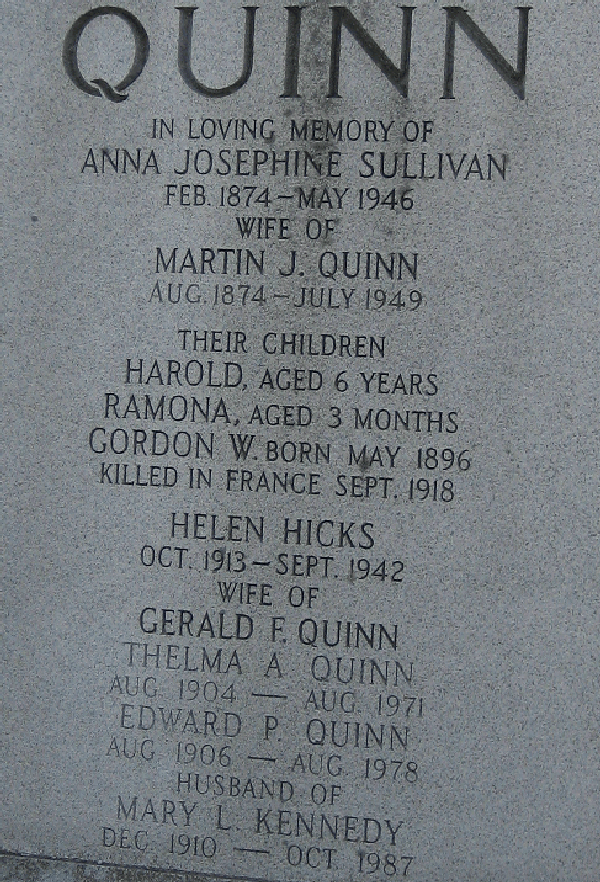 QUINN
IN LOVING MEMORY OF
ANNA JOSEPHINE SULLIVAN
FEB. 1874–MAY 1946
WIFE OF
MARTIN J. QUINN
AUG. 1874–JULY 1949
THEIR CHILDREN
HAROLD, AGED 6 YEARS
RAMONA, AGED 3 MONTHS
GORDON W. BORN MAY 1896
KILLED IN FRANCE SEPT. 1918
HELEN HICKS
OCT. 1913–SEPT. 1942
WIFE OF
GERALD F. QUINN
THELMA A. QUINN
AUG. 1904 — AUG. 1971
EDWARD P. QUINN
AUG 1906 — AUG. 1978
HUSBAND OF
MARY L. KENNEDY
DEC. 1910 — OCT. 1987